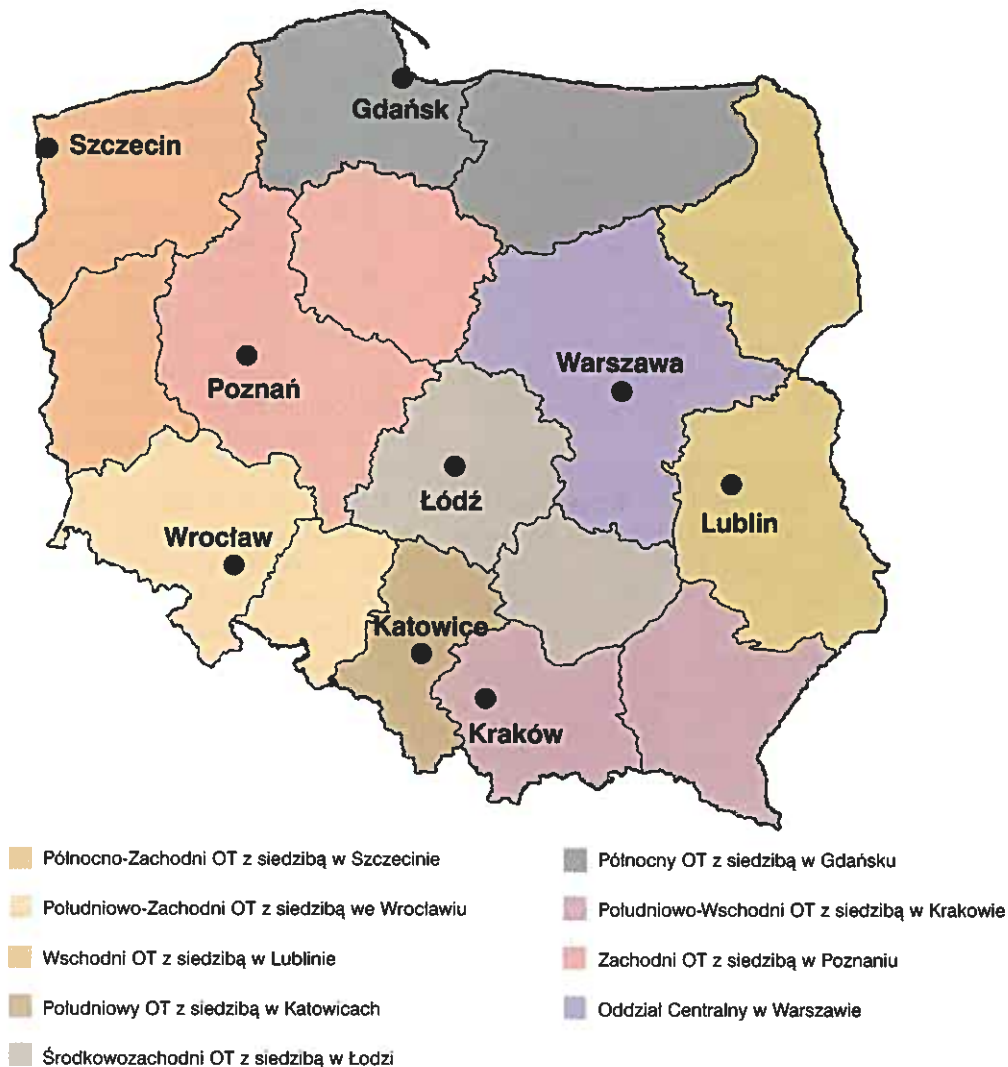 Gdańsk
Szczecin
Warszawa
Poznań
Łódź
Lublin
Wrocław
Katowice
Kraków
Północno-Zachodni OT z siedzibą w Szczecinie
Południowo-Zachodni OT z siedzibą we Wrocławiu
Wschodni OT z siedzibą w Lublinie
Południowy OT z siedzibą w Katowicach
Środkowozachodni OT z siedzibą w Łodzi
Północny OT z siedzibą w Gdańsku
Południowo-Wschodni OT z siedzibą w Krakowie
Zachodni OT z siedzibą w Poznaniu
Oddział Centralny w Warszawie